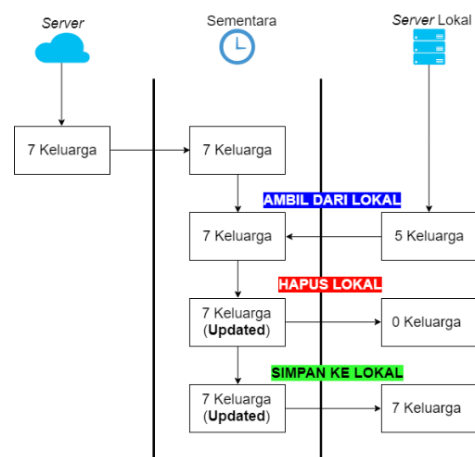 Server
Sementara
Server Lokal
7 Keluarga
7 Keluarga
AMBIL DARI LOKAL
7 Keluarga
5 Keluarga
HAPUS LOKAL
7 Keluarga
(Updated)
0 Keluarga
SIMPAN KE LOKAL
7 Keluarga
(Updated)
7 Keluarga